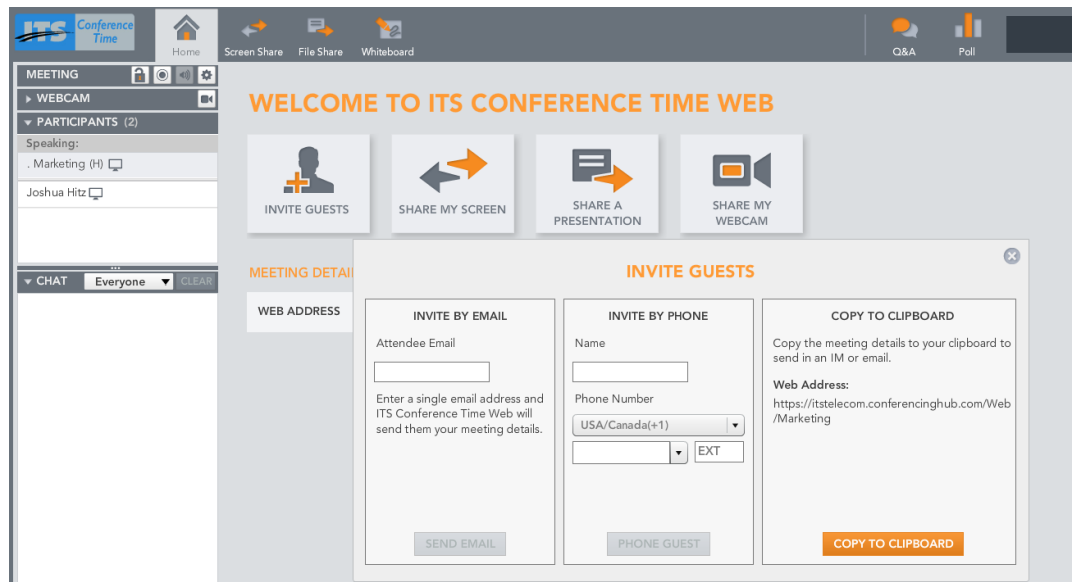 ITS Conference
Time
Home
Screen Share
File Share
Whiteboard
Q&A
Poll
MEETING
WEBCAM
PARTICIPANTS (2)
Speaking:
. Marketing (H)
Joshua Hitz
CHAT
Everyone
CLEAR
WELCOME TO ITS CONFERENCE TIME WEB
INVITE GUESTS
SHARE MY SCREEN
SHARE A
PRESENTATION
SHARE MY
WEBCAM
MEETING DETAI
WEB ADDRESS
INVITE GUESTS
INVITE BY EMAIL
Attendee Email
Enter a single email address and
ITS Conference Time Web will
send them your meeting details.
SEND EMAIL
INVITE BY PHONE
Name
Phone Number
USA/Canada(+1)
EXT
PHONE GUEST
COPY TO CLIPBOARD
Copy the meeting details to your clipboard to
send in an IM or email.
Web Address:
https://itstelecom.conferencinghub.com/Web
/Marketing
COPY TO CLIPBOARD